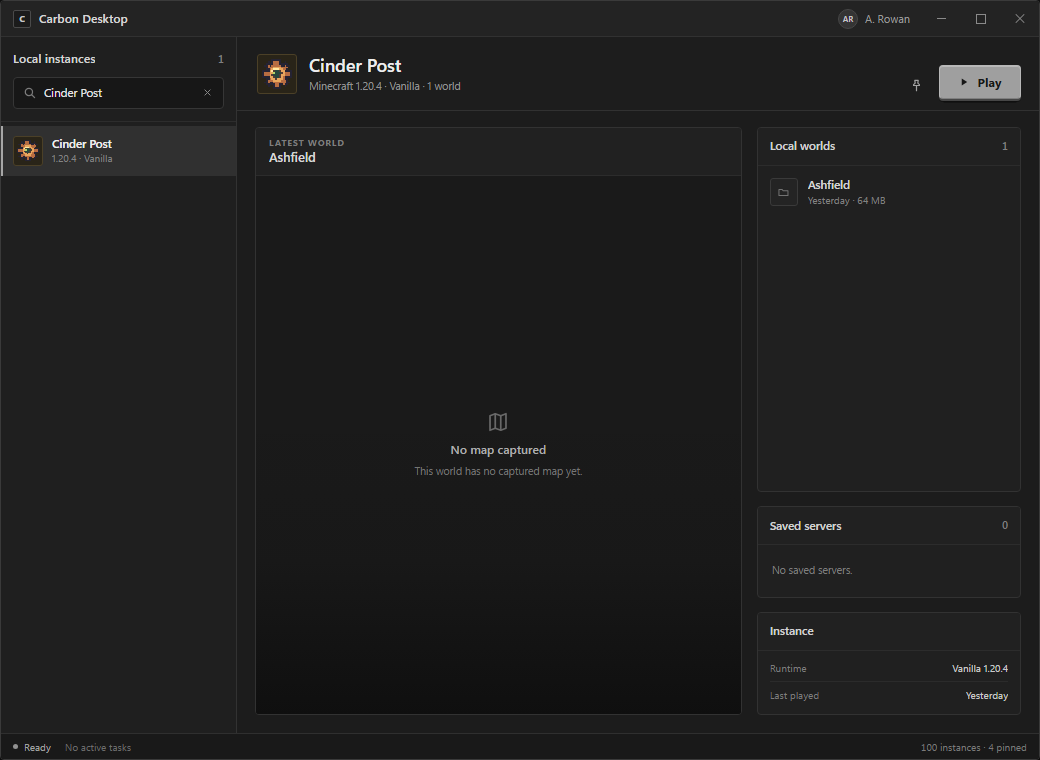 C Carbon Desktop
AR A. Rowan
Local instances 1
Cinder Post
Cinder Post
1.20.4 · Vanilla
Cinder Post
Minecraft 1.20.4 · Vanilla · 1 world
Play
LATEST WORLD
Ashfield
No map captured
This world has no captured map yet.
Local worlds 1
Ashfield
Yesterday · 64 MB
Saved servers 0
No saved servers.
Instance
Runtime Vanilla 1.20.4
Last played Yesterday
Ready No active tasks
100 instances · 4 pinned